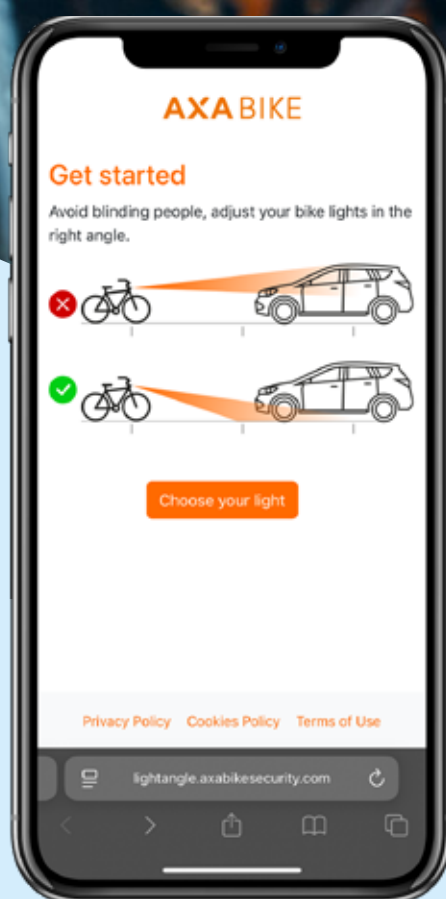 AXA BIKE
Get started
Avoid blinding people, adjust your bike lights in the
right angle.
Choose your light
Privacy Policy Cookies Policy Terms of Use
lightangle.axabikesecurity.com